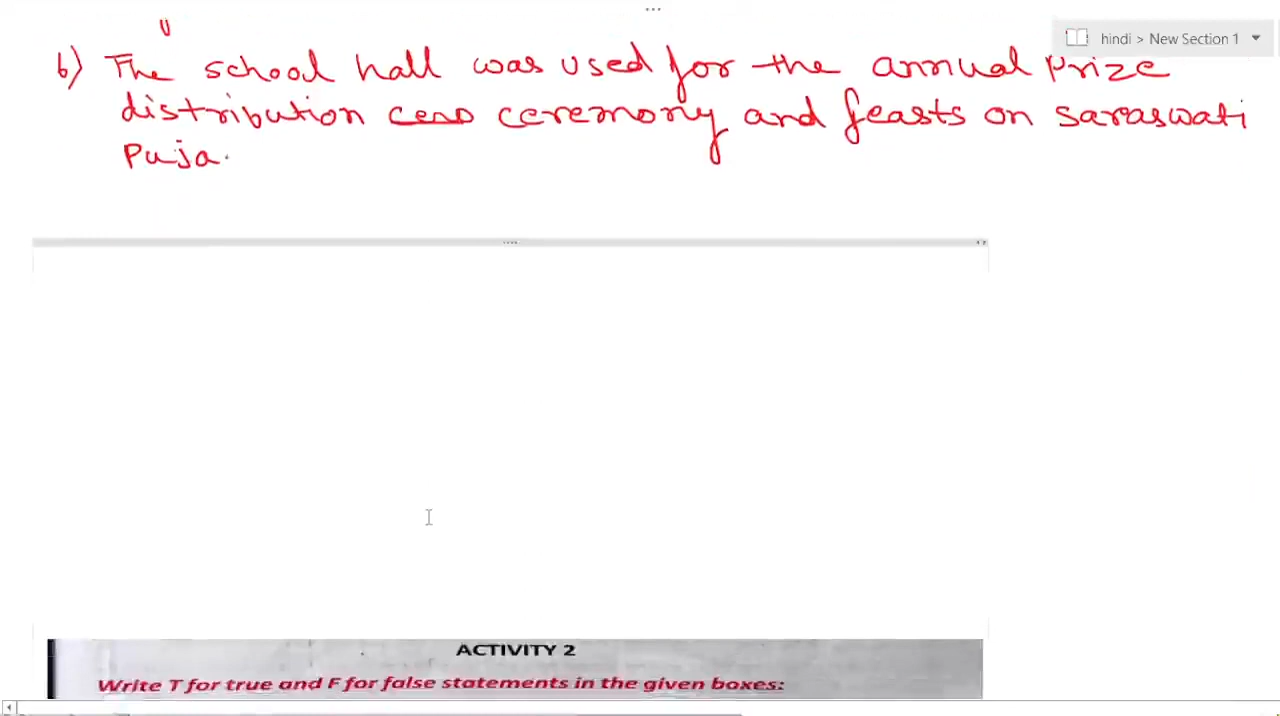 hindi > New Section 1
b) The school hall was used for the annual prize
distribution ceremony and feasts on saraswati
Puja.
ACTIVITY 2
Write T for true and F for false statements in the given boxes: